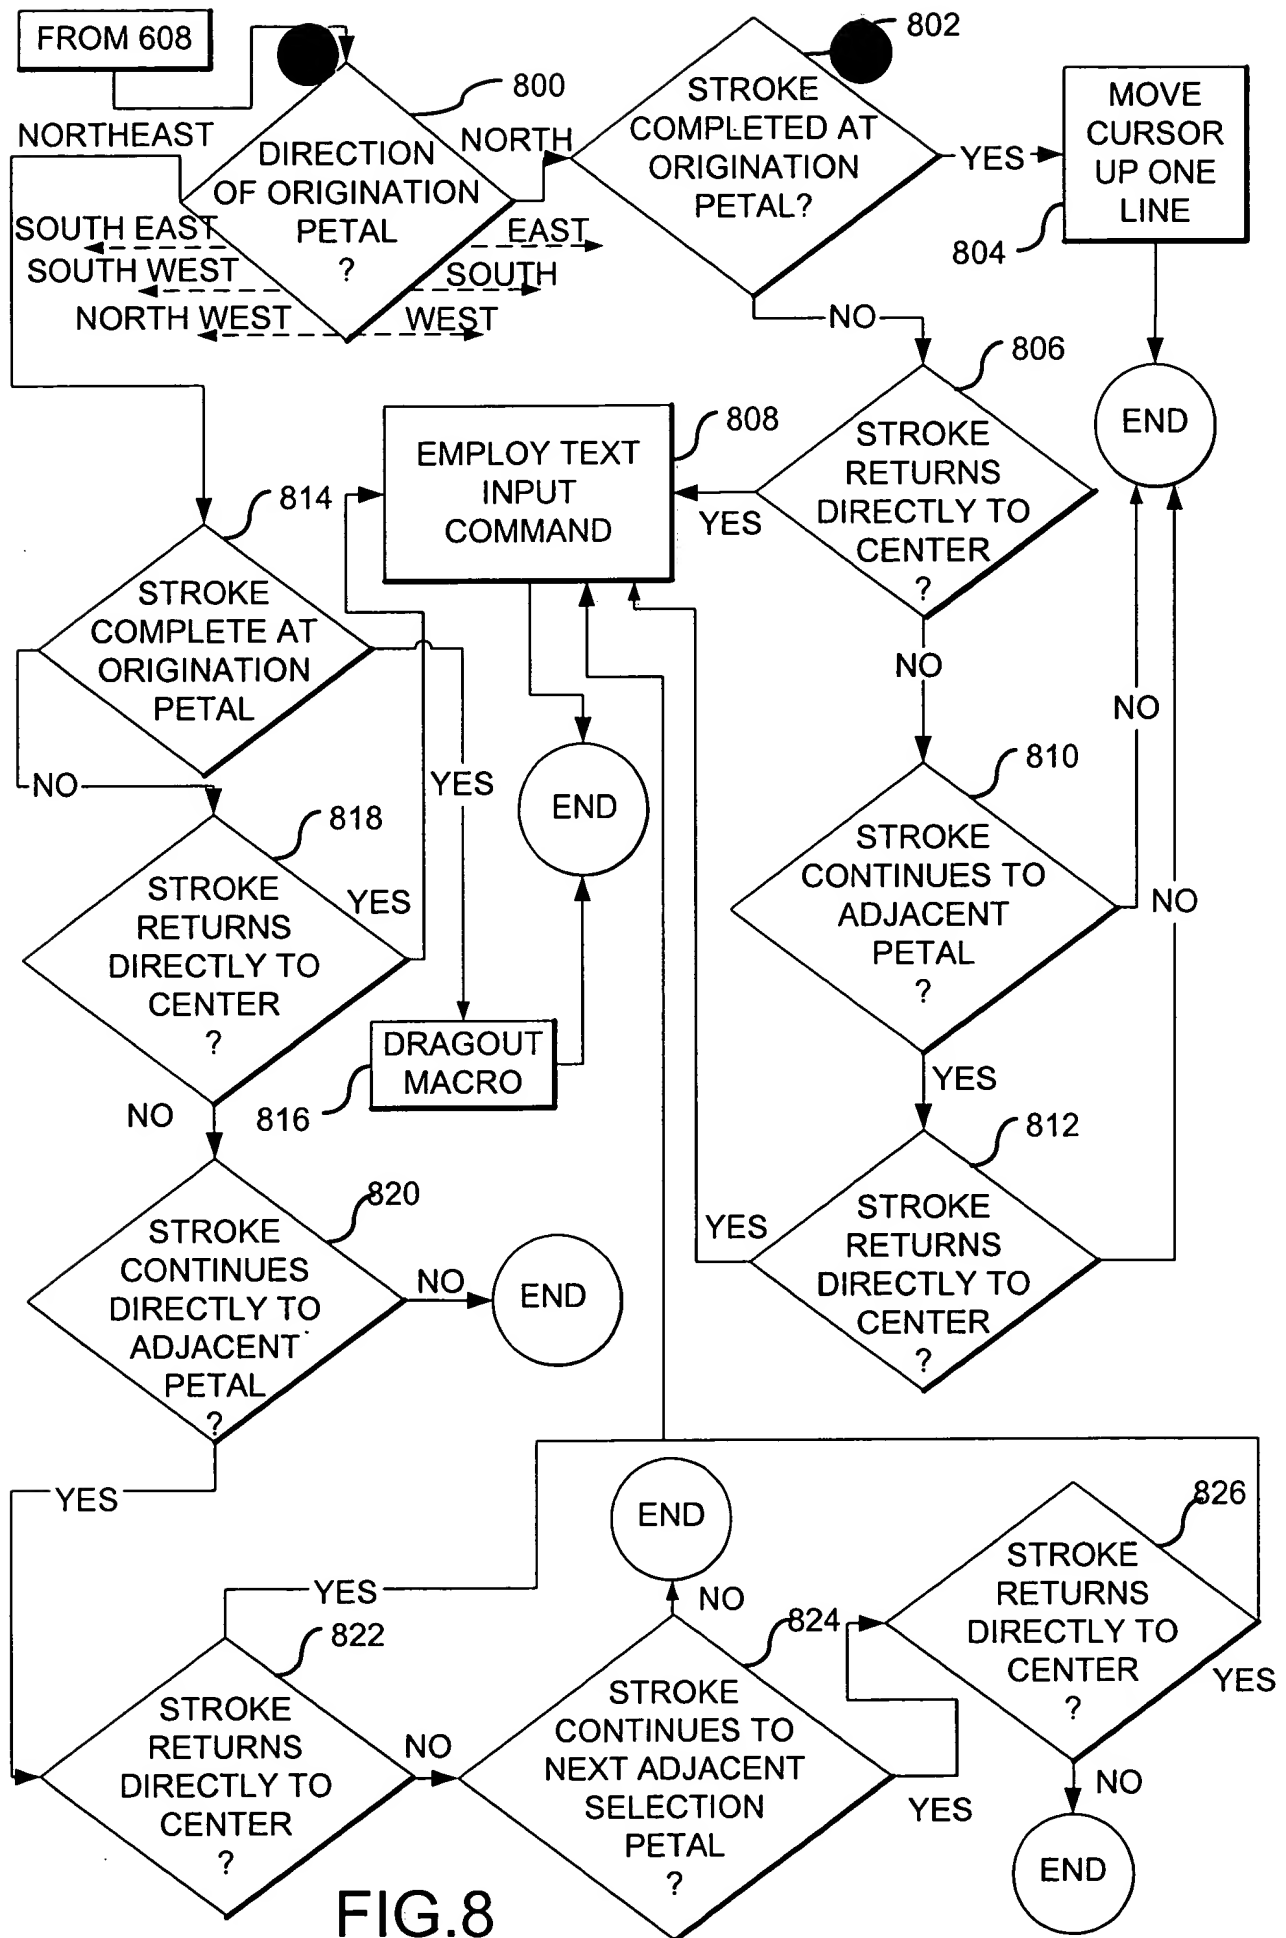 FROM 608
800
802
NORTHEAST
DIRECTION
OF ORIGINATION
PETAL
?
NORTH
SOUTH EAST
SOUTH WEST
NORTH WEST
EAST
SOUTH
WEST
STROKE
COMPLETED AT
ORIGINATION
PETAL?
YES
MOVE
CURSOR
UP ONE
LINE
804
NO
806
END
STROKE
RETURNS
DIRECTLY TO
CENTER
?
YES
808
EMPLOY TEXT
INPUT
COMMAND
814
STROKE
COMPLETE AT
ORIGINATION
PETAL
NO
YES
NO
NO
NO
810
STROKE
CONTINUES TO
ADJACENT
PETAL
?
END
818
STROKE
RETURNS
DIRECTLY TO
CENTER
?
YES
DRAGOUT
MACRO
816
NO
YES
812
STROKE
RETURNS
DIRECTLY TO
CENTER
?
YES
820
STROKE
CONTINUES
DIRECTLY TO
ADJACENT
PETAL
?
NO
END
YES
YES
822
STROKE
RETURNS
DIRECTLY TO
CENTER
?
NO
END
NO
824
STROKE
CONTINUES TO
NEXT ADJACENT
SELECTION
PETAL
?
YES
826
STROKE
RETURNS
DIRECTLY TO
CENTER
?
YES
NO
END
FIG.8